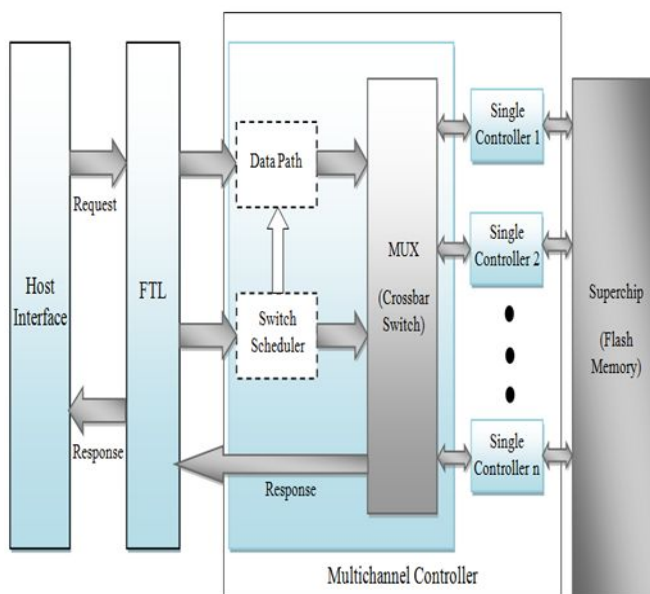 Host
Interface
Request
Response
FTL
Data Path
Switch
Scheduler
Response
MUX
(Crossbar
Switch)
Single
Controller 1
Single
Controller 2
Single
Controller n
Superchip
(Flash
Memory)
Multichannel Controller